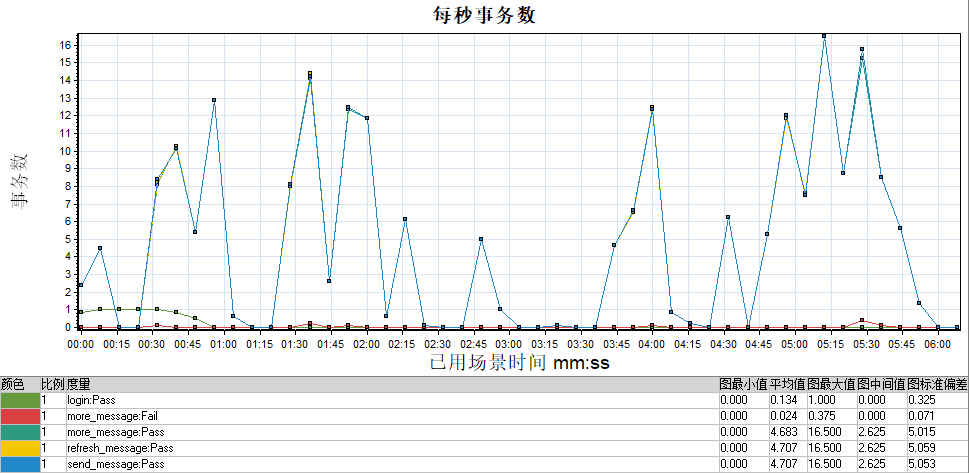 每秒事务数
事务数
16
15
14
13
12
11
10
9
8
7
6
5
4
3
2
1
0
00:00 00:15 00:30 00:45 01:00 01:15 01:30 01:45 02:00 02:15 02:30 02:45 03:00 03:15 03:30 03:45 04:00 04:15 04:30 04:45 05:00 05:15 05:30 05:45 06:00
已用场景时间 mm:ss
颜色 比例 度量 图最小值 平均值 图最大值 图中间值 图标准偏差
1 login:Pass 0.000 0.134 1.000 0.000 0.325
1 more_message:Fail 0.000 0.024 0.375 0.000 0.071
1 more_message:Pass 0.000 4.683 16.500 2.625 5.015
1 refresh_message:Pass 0.000 4.707 16.500 2.625 5.059
1 send_message:Pass 0.000 4.707 16.500 2.625 5.053